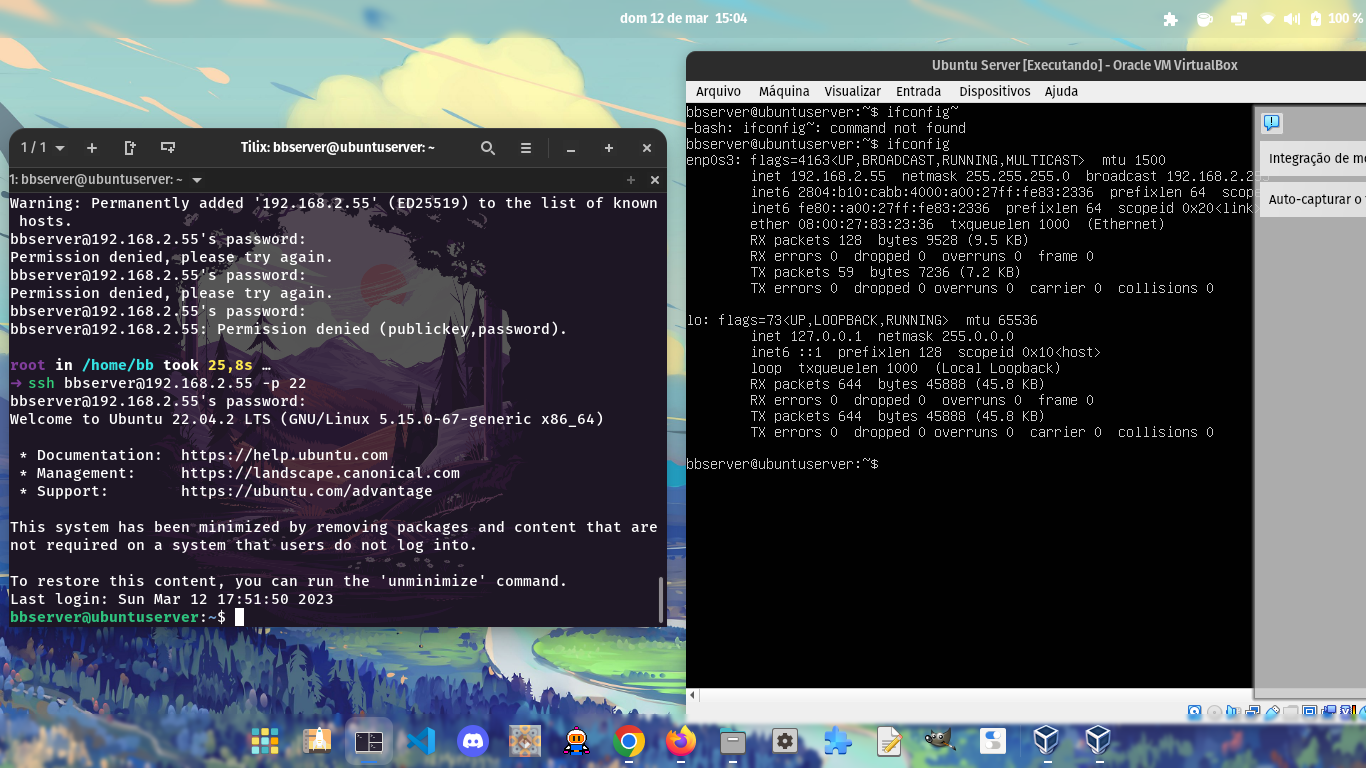 dom 12 de mar 15:04
100 %
1 / 1
Tilix: bbserver@ubuntuserver: ~
1: bbserver@ubuntuserver: ~
Warning: Permanently added '192.168.2.55' (ED25519) to the list of known
hosts.
bbserver@192.168.2.55's password:
Permission denied, please try again.
bbserver@192.168.2.55's password:
Permission denied, please try again.
bbserver@192.168.2.55's password:
bbserver@192.168.2.55: Permission denied (publickey,password).
root in /home/bb took 25,8s …
➜ ssh bbserver@192.168.2.55 -p 22
bbserver@192.168.2.55's password:
Welcome to Ubuntu 22.04.2 LTS (GNU/Linux 5.15.0-67-generic x86_64)
* Documentation:  https://help.ubuntu.com
* Management:     https://landscape.canonical.com
* Support:        https://ubuntu.com/advantage
This system has been minimized by removing packages and content that are
not required on a system that users do not log into.
To restore this content, you can run the 'unminimize' command.
Last login: Sun Mar 12 17:51:50 2023
bbserver@ubuntuserver:~$
Ubuntu Server [Executando] - Oracle VM VirtualBox
Arquivo Máquina Visualizar Entrada Dispositivos Ajuda
bbserver@ubuntuserver:~$ ifconfig~
-bash: ifconfig~: command not found
bbserver@ubuntuserver:~$ ifconfig
enp0s3: flags=4163<UP,BROADCAST,RUNNING,MULTICAST>  mtu 1500
inet 192.168.2.55  netmask 255.255.255.0  broadcast 192.168.2.25
inet6 2804:b10:cabb:4000:a00:27ff:fe83:2336  prefixlen 64  scope
inet6 fe80::a00:27ff:fe83:2336  prefixlen 64  scopeid 0x20<link>
ether 08:00:27:83:23:36  txqueuelen 1000  (Ethernet)
RX packets 128  bytes 9528 (9.5 KB)
RX errors 0  dropped 0  overruns 0  frame 0
TX packets 59  bytes 7236 (7.2 KB)
TX errors 0  dropped 0 overruns 0  carrier 0  collisions 0
lo: flags=73<UP,LOOPBACK,RUNNING>  mtu 65536
inet 127.0.0.1  netmask 255.0.0.0
inet6 ::1  prefixlen 128  scopeid 0x10<host>
loop  txqueuelen 1000  (Local Loopback)
RX packets 644  bytes 45888 (45.8 KB)
RX errors 0  dropped 0  overruns 0  frame 0
TX packets 644  bytes 45888 (45.8 KB)
TX errors 0  dropped 0 overruns 0  carrier 0  collisions 0
bbserver@ubuntuserver:~$
Integração de mo
Auto-capturar o